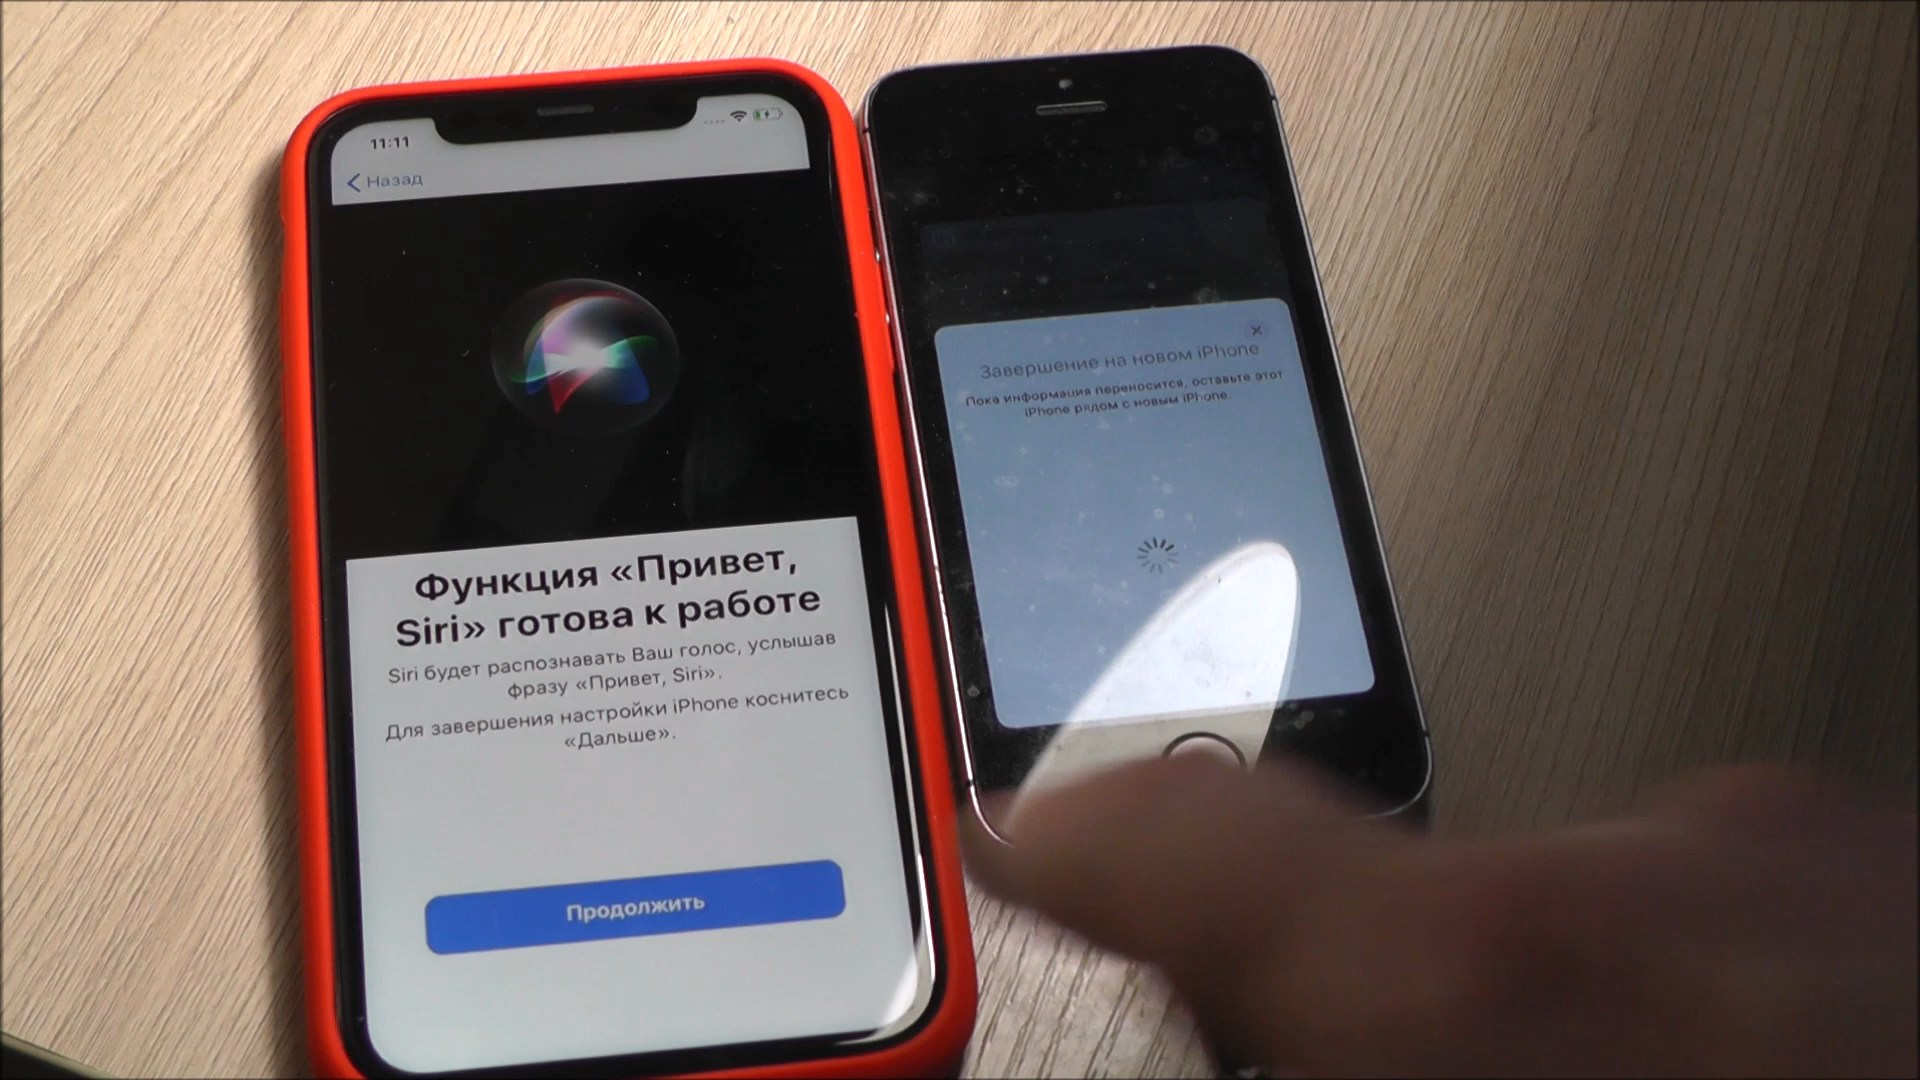 11:11
Назад
Функция «Привет,
Siri» готова к работе
Siri будет распознавать Ваш голос, услышав
фразу «Привет, Siri».
Для завершения настройки iPhone коснитесь
«Дальше».
Продолжить
Завершение на новом iPhone
Пока информация переносится, оставьте этот
iPhone рядом с новым iPhone.